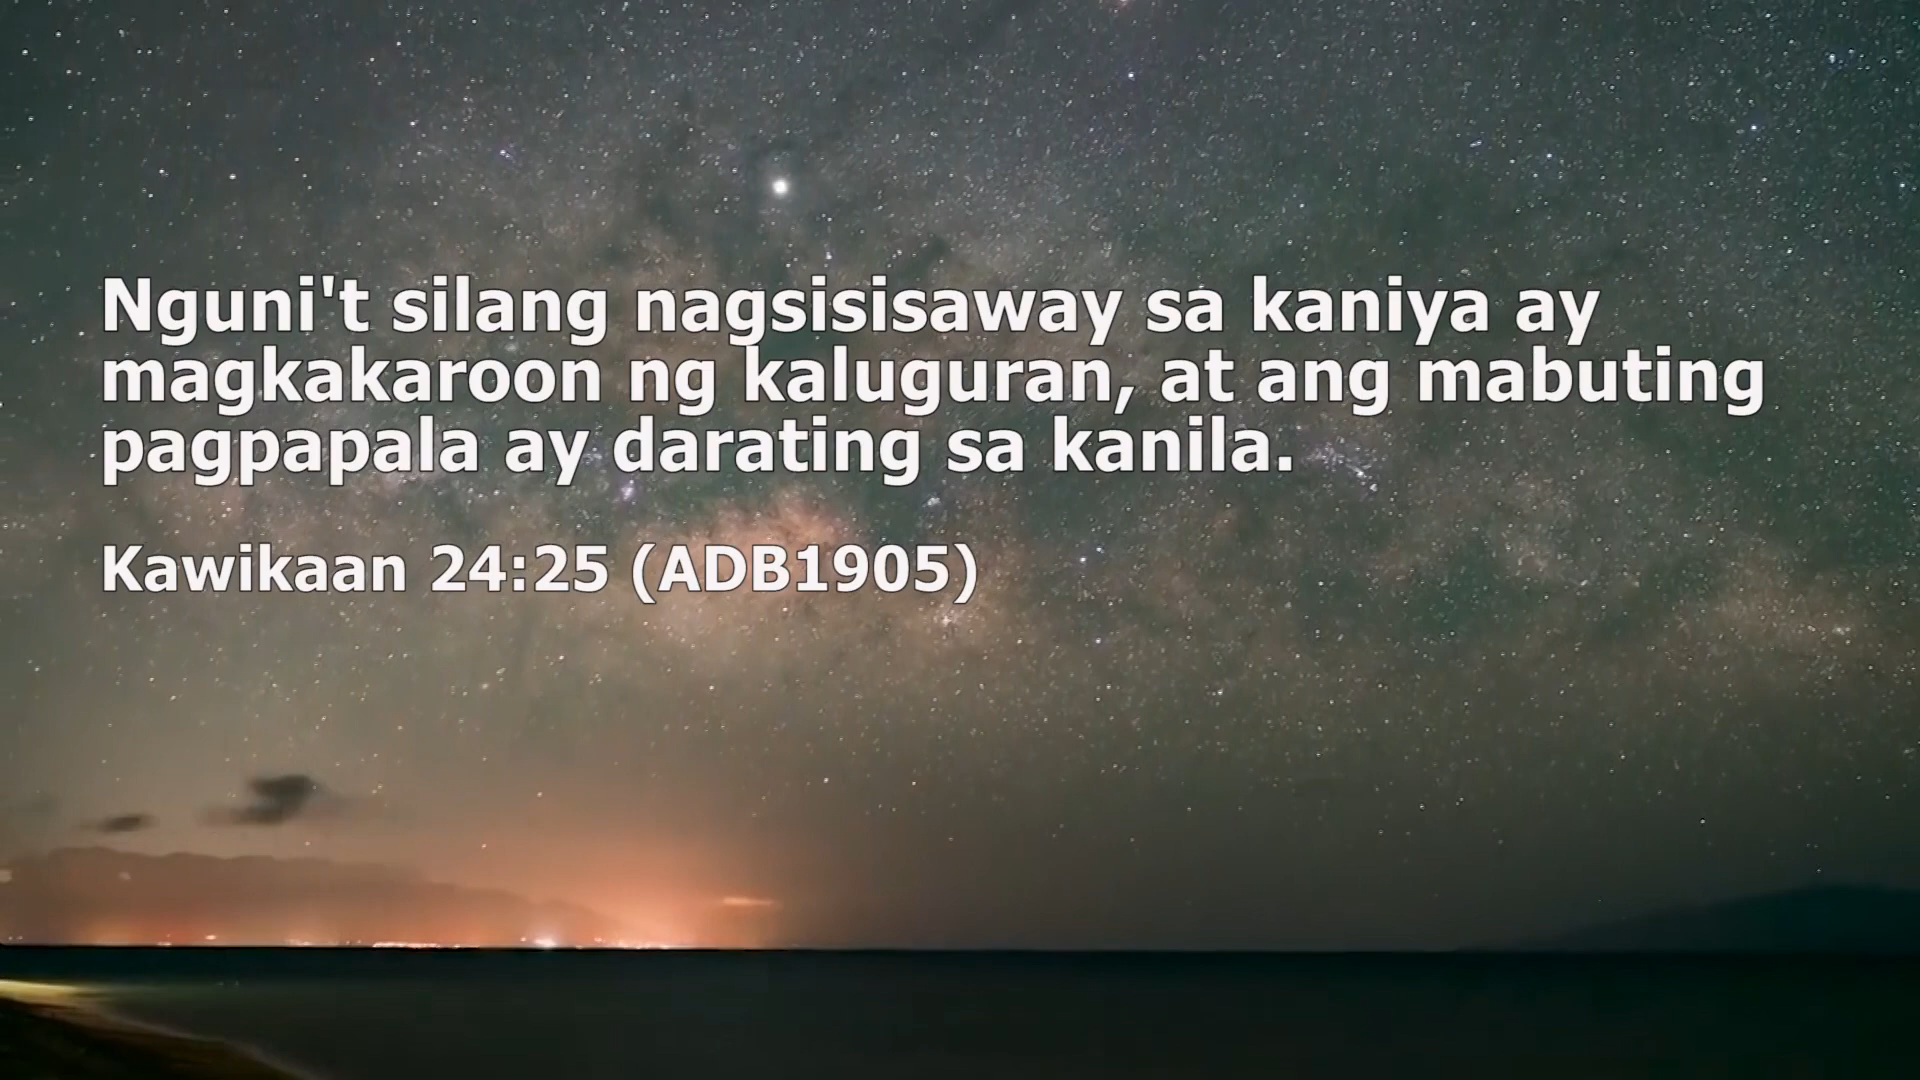 Nguni't silang nagsisisaway sa kaniya ay
magkakaroon ng kaluguran, at ang mabuting
pagpapala ay darating sa kanila.
Kawikaan 24:25 (ADB1905)